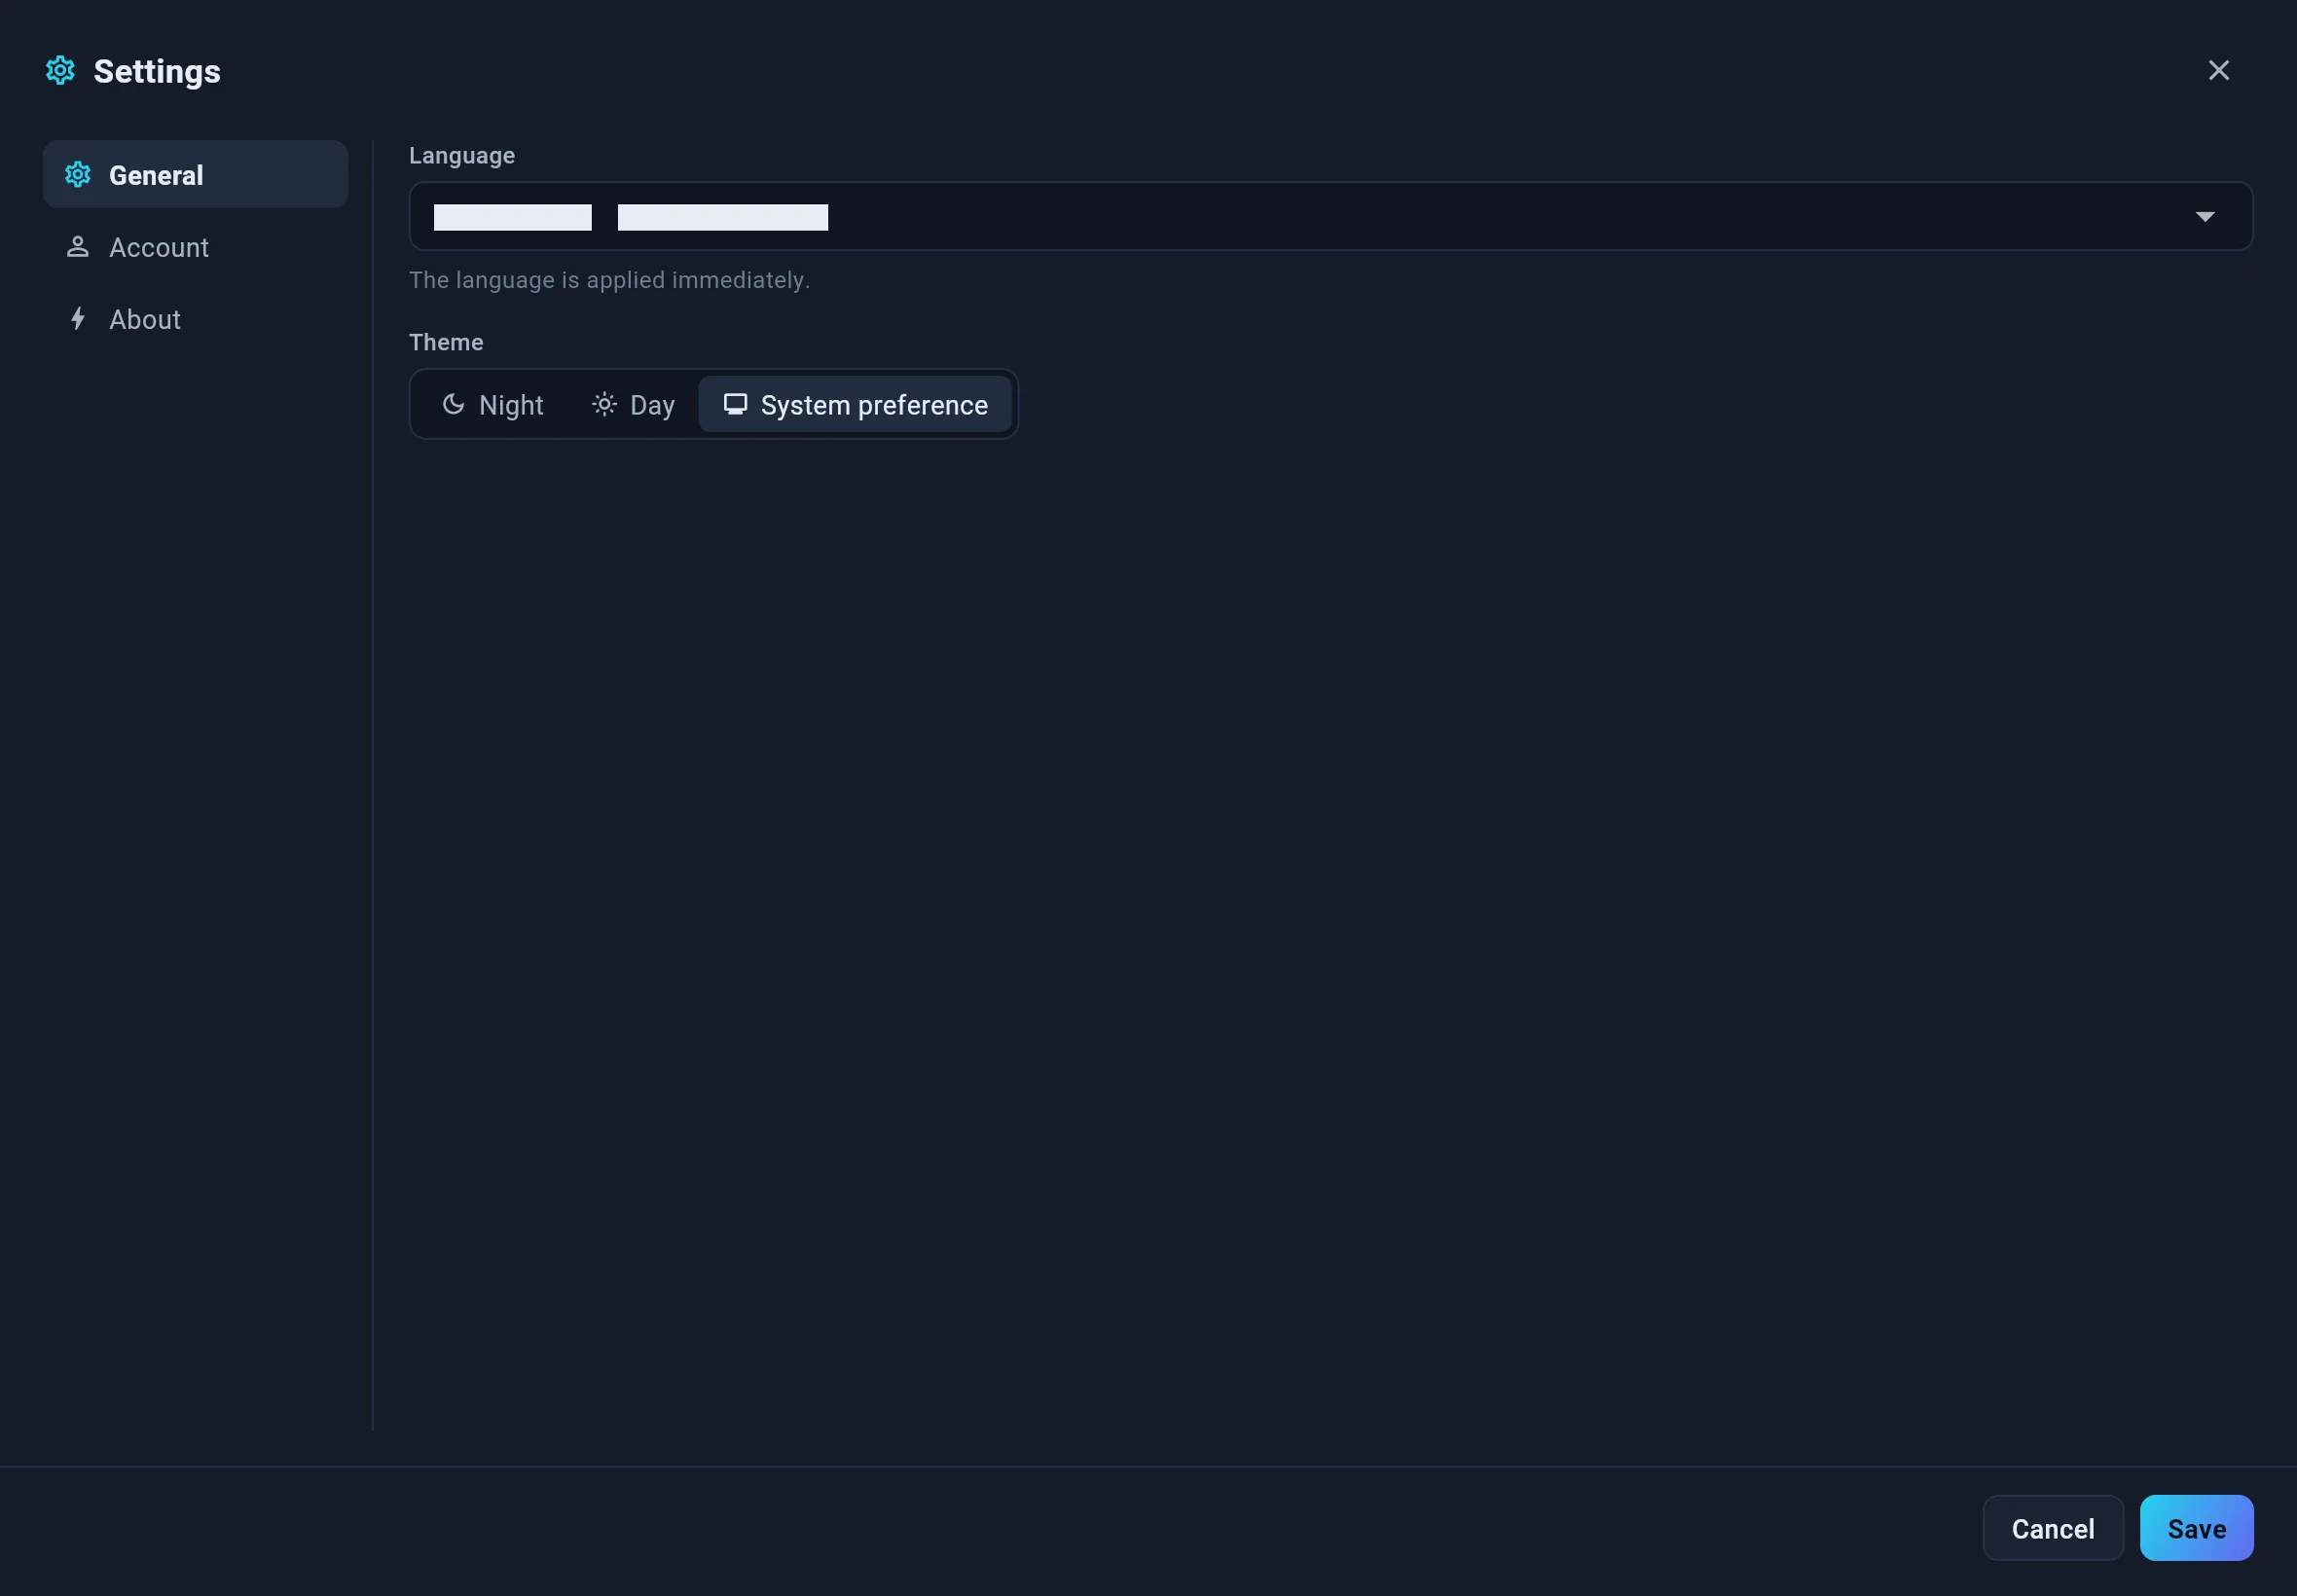 Settings
General
Account
About
Language
The language is applied immediately.
Theme
Night
Day
System preference
Cancel
Save